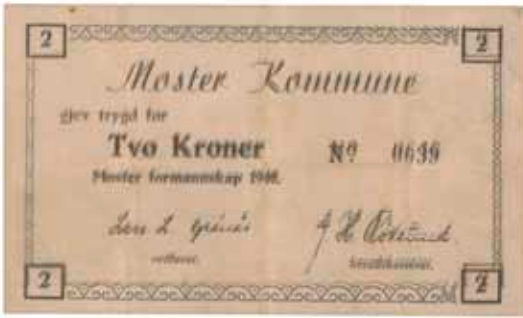 2 2
Moster Kommune
gjev trygd for
Tvo Kroner Nº 0639
Moster formannskap 1940.
2 2